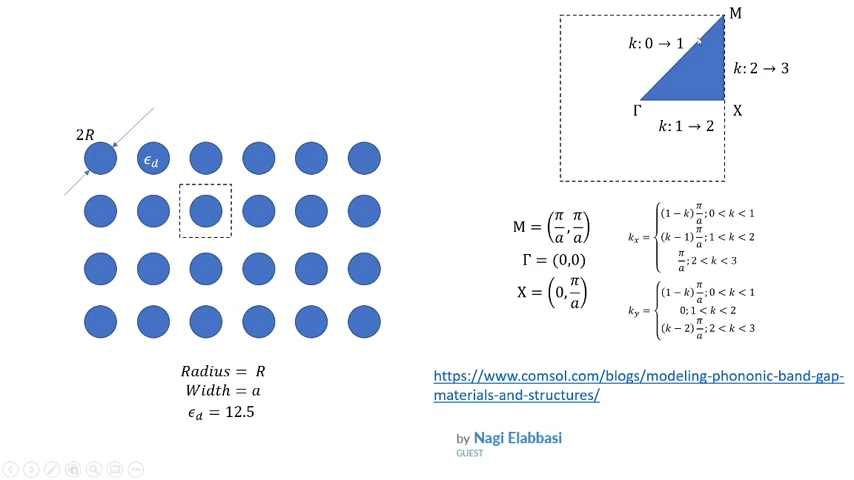 2R
ϵ_d
Radius = R
Width = a
ϵ_d = 12.5
M
k: 0 → 1
k: 2 → 3
Γ
X
k: 1 → 2
M = (π/a, π/a)
Γ = (0,0)
X = (0, π/a)
k_x = { (1 − k) π/a ; 0 < k < 1
(k − 1) π/a ; 1 < k < 2
π/a ; 2 < k < 3
k_y = { (1 − k) π/a ; 0 < k < 1
0; 1 < k < 2
(k − 2) π/a ; 2 < k < 3
https://www.comsol.com/blogs/modeling-phononic-band-gap-
materials-and-structures/
by Nagi Elabbasi
GUEST